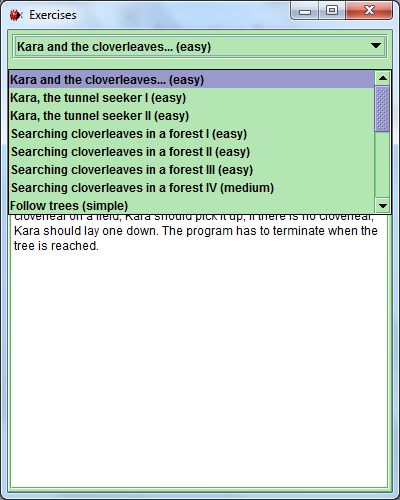 Exercises
Kara and the cloverleaves... (easy)
Kara and the cloverleaves... (easy)
Kara, the tunnel seeker I (easy)
Kara, the tunnel seeker II (easy)
Searching cloverleaves in a forest I (easy)
Searching cloverleaves in a forest II (easy)
Searching cloverleaves in a forest III (easy)
Searching cloverleaves in a forest IV (medium)
Follow trees (simple)
cloverleaf on a field, Kara should pick it up, if there is no cloverleaf,
Kara should lay one down. The program has to terminate when the
tree is reached.